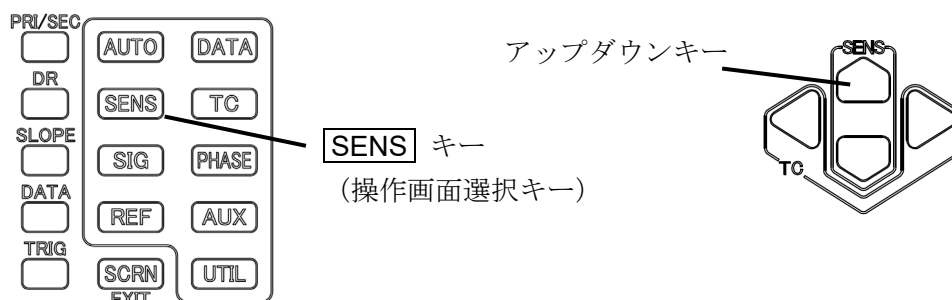 PRI/SEC
AUTO DATA
DR
SENS TC
SLOPE
SIG PHASE
DATA
REF AUX
TRIG
SCRN UTIL
EXIT
SENS キー
（操作画面選択キー）
アップダウンキー
SENS
TC